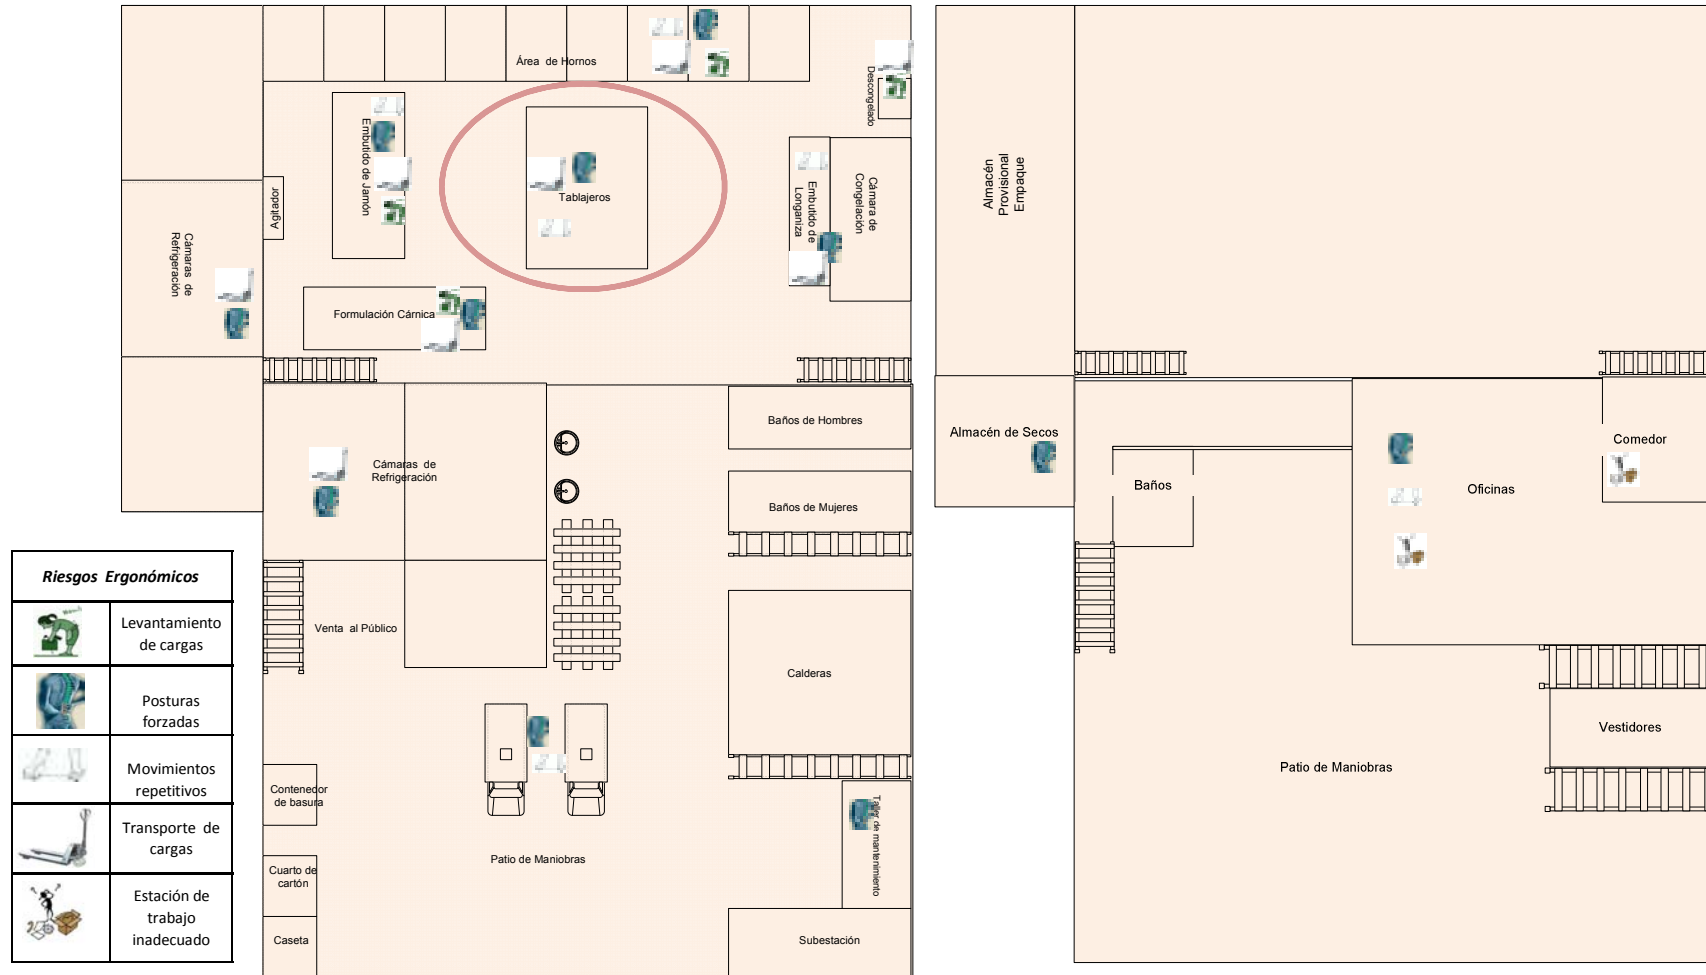 Área de Hornos
Descongelado
Embutido de Jamón
Tablajeros
Embutido de
Longaniza
Cámara de
Congelación
Agitador
Cámaras de
Refrigeración
Formulación Cárnica
Baños de Hombres
Cámaras de
Refrigeración
Baños de Mujeres
Venta al Público
Calderas
Contenedor
de basura
Taller de mantenimiento
Patio de Maniobras
Cuarto de
cartón
Caseta
Subestación
Almacén
Provisional
Empaque
Almacén de Secos
Comedor
Baños
Oficinas
Vestidores
Patio de Maniobras
Riesgos Ergonómicos
Levantamiento
de cargas
Posturas
forzadas
Movimientos
repetitivos
Transporte de
cargas
Estación de
trabajo
inadecuado